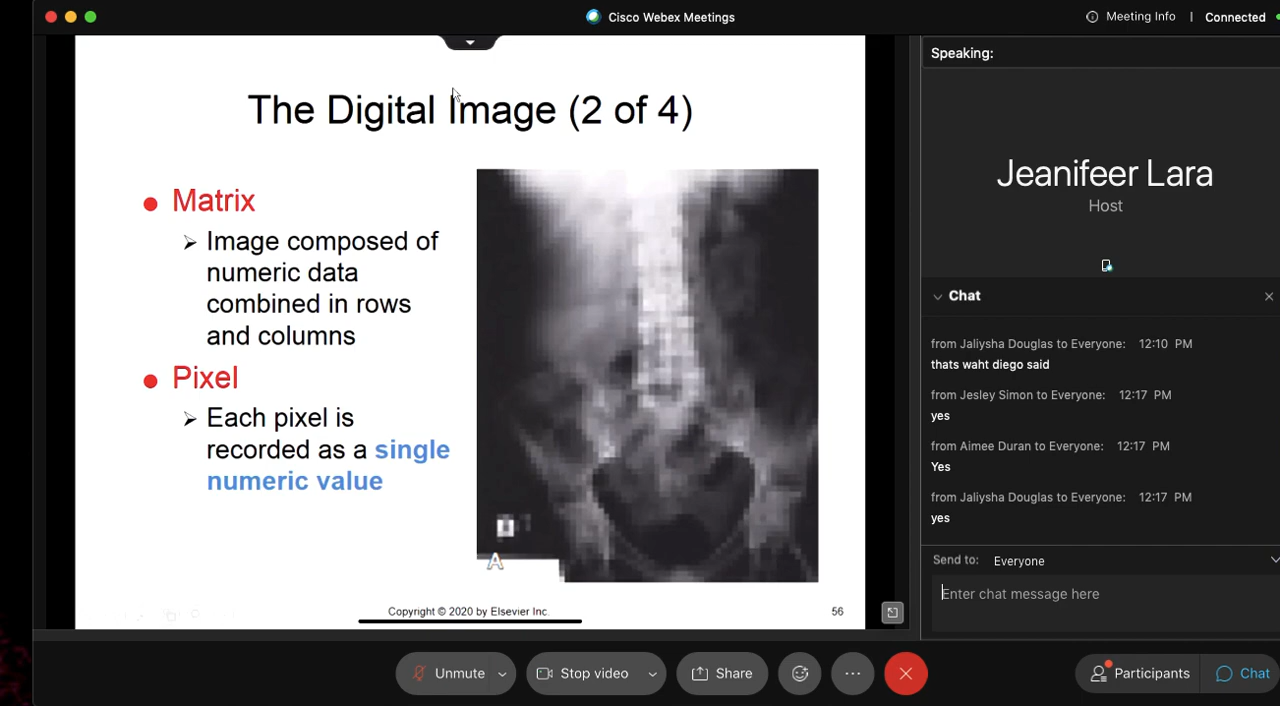 Cisco Webex Meetings
Meeting Info
Connected
The Digital Image (2 of 4)
Matrix
Image composed of
numeric data
combined in rows
and columns
Pixel
Each pixel is
recorded as a single
numeric value
A
Copyright © 2020 by Elsevier Inc.
56
Speaking:
Jeanifeer Lara
Host
Chat
from Jaliysha Douglas to Everyone: 12:10 PM
thats waht diego said
from Jesley Simon to Everyone: 12:17 PM
yes
from Aimee Duran to Everyone: 12:17 PM
Yes
from Jaliysha Douglas to Everyone: 12:17 PM
yes
Send to: Everyone
Enter chat message here
Unmute
Stop video
Share
Participants
Chat